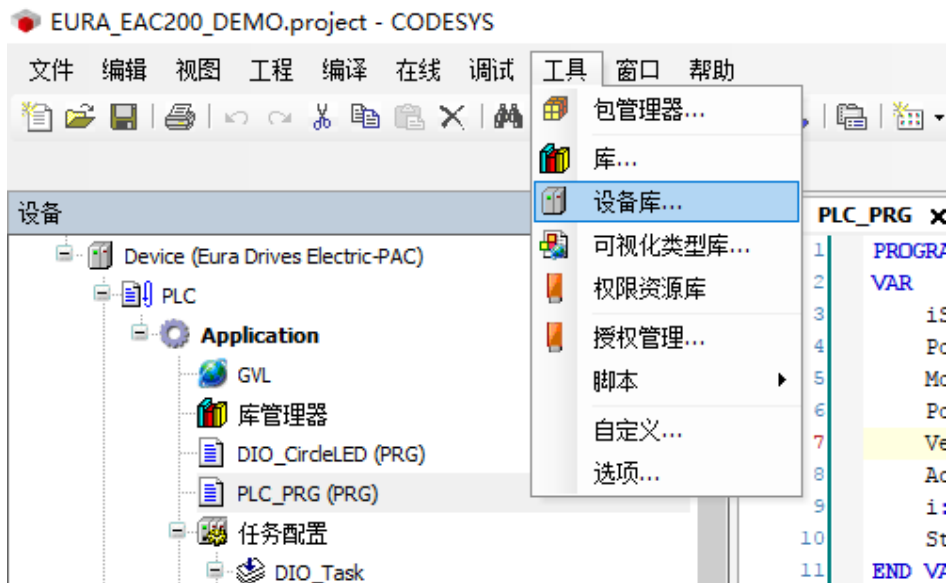 EURA_EAC200_DEMO.project - CODESYS
文件 编辑 视图 工程 编译 在线 调试 工具 窗口 帮助
包管理器...
库...
设备库...
可视化类型库...
权限资源库
授权管理...
脚本
自定义...
选项...
设备
Device (Eura Drives Electric-PAC)
PLC
Application
GVL
库管理器
DIO_CircleLED (PRG)
PLC_PRG (PRG)
任务配置
DIO_Task
PLC_PRG
1 PROGRA
2 VAR
3 iS
4 Po
5 Mo
6 Po
7 Ve
8 Ac
9 i:
10 St
11 END_VA